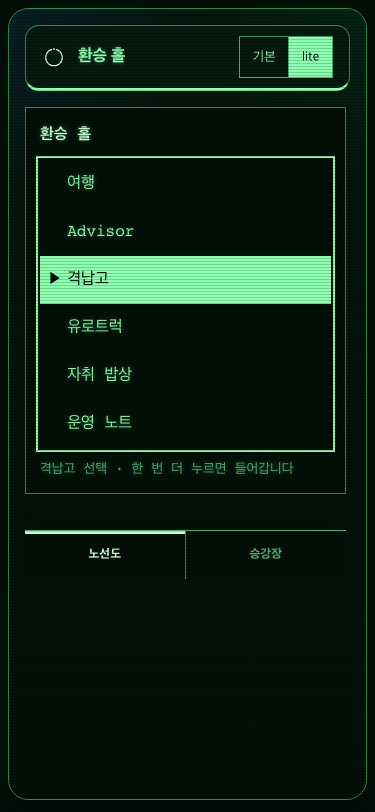 환승 홀
기본 lite
환승 홀
여행
Advisor
▶ 격납고
유로트럭
자취 밥상
운영 노트
격납고 선택 · 한 번 더 누르면 들어갑니다
노선도 승강장